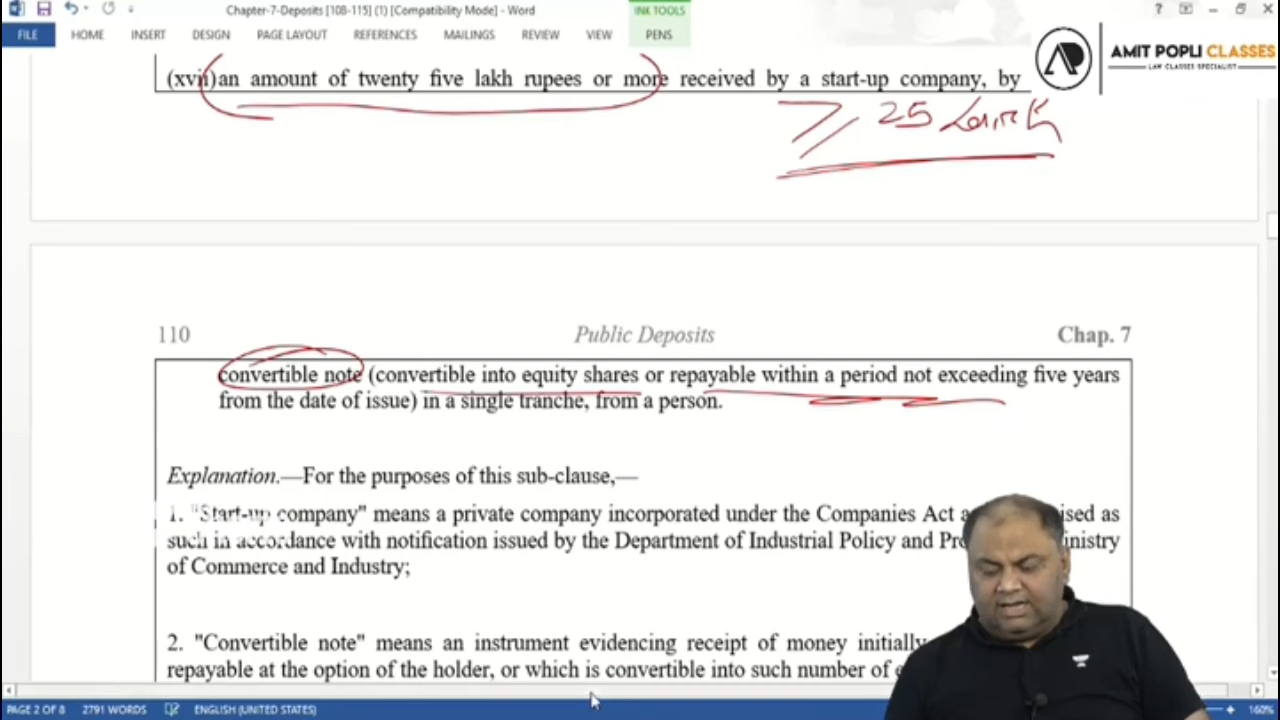 Chapter-7-Deposits [108-115] (1) [Compatibility Mode] - Word
INK TOOLS
FILE HOME INSERT DESIGN PAGE LAYOUT REFERENCES MAILINGS REVIEW VIEW PENS
AP
AMIT POPLI CLASSES
LAW CLASSES SPECIALIST
(xvii)an amount of twenty five lakh rupees or more received by a start-up company, by
≥ 25 Lakh
110 Public Deposits Chap. 7
convertible note (convertible into equity shares or repayable within a period not exceeding five years
from the date of issue) in a single tranche, from a person.
Explanation.—For the purposes of this sub-clause,—
1. "Start-up company" means a private company incorporated under the Companies Act as
such in accordance with notification issued by the Department of Industrial Policy and
of Commerce and Industry;
2. "Convertible note" means an instrument evidencing receipt of money initially
repayable at the option of the holder, or which is convertible into such number of
PAGE 2 OF 8 2791 WORDS ENGLISH (UNITED STATES) 160%